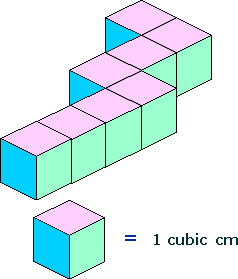 = 1 cubic cm